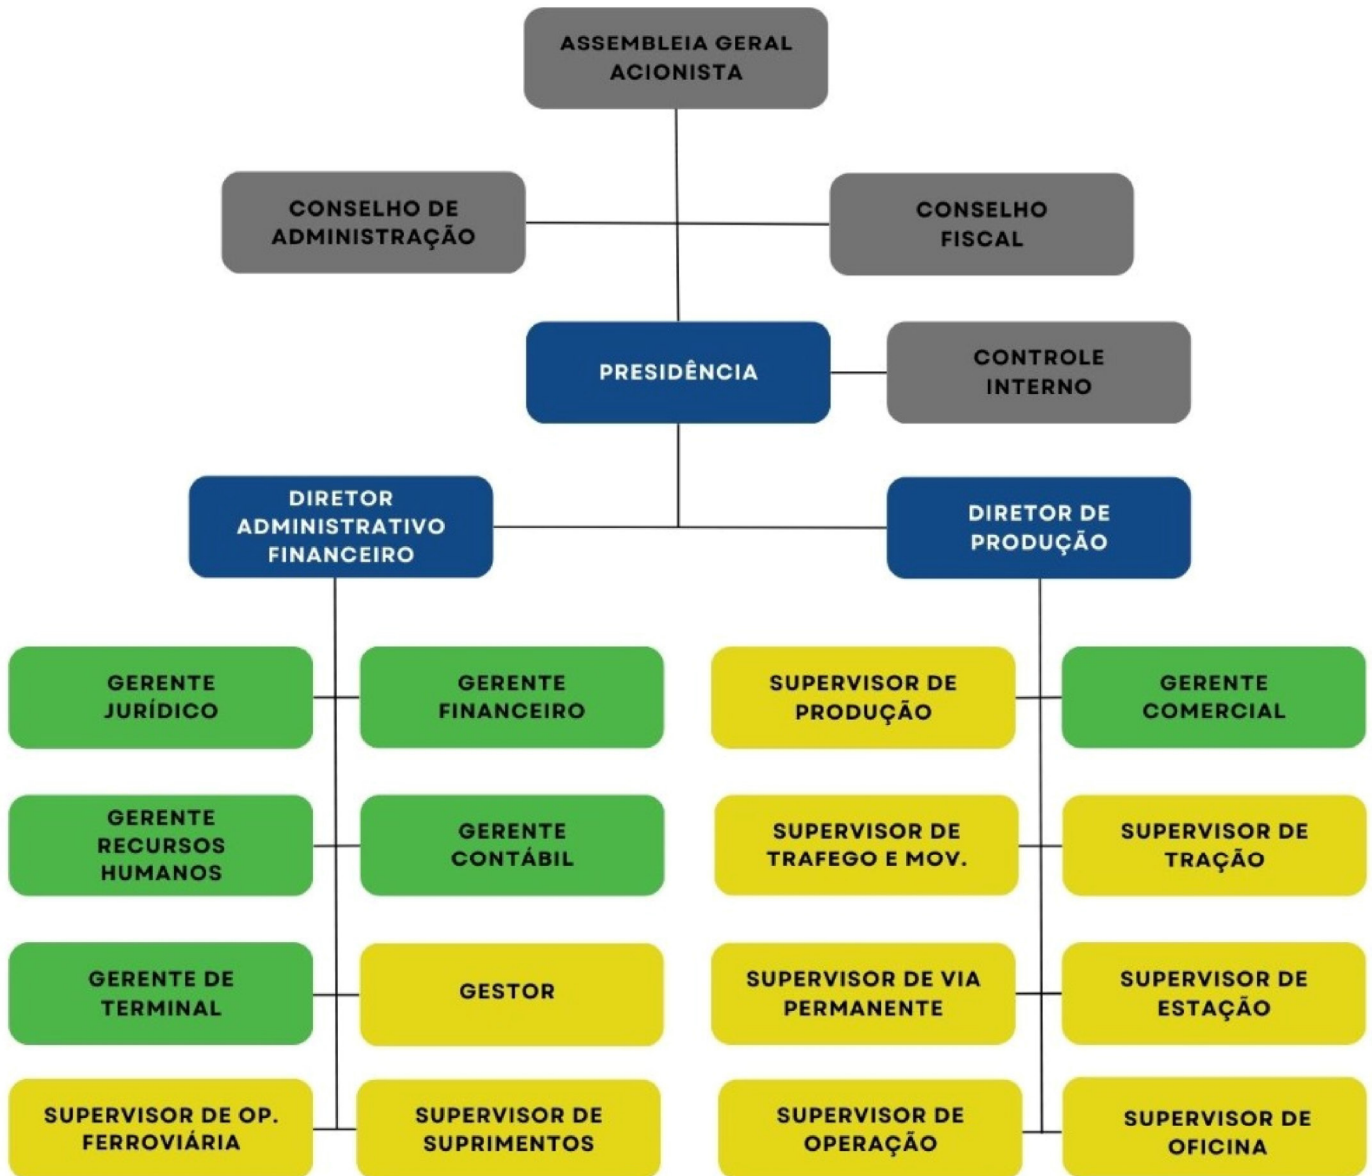 ASSEMBLEIA GERAL
ACIONISTA
CONSELHO DE
ADMINISTRAÇÃO
CONSELHO
FISCAL
PRESIDÊNCIA
CONTROLE
INTERNO
DIRETOR
ADMINISTRATIVO
FINANCEIRO
DIRETOR DE
PRODUÇÃO
GERENTE
JURÍDICO
GERENTE
FINANCEIRO
SUPERVISOR DE
PRODUÇÃO
GERENTE
COMERCIAL
GERENTE
RECURSOS
HUMANOS
GERENTE
CONTÁBIL
SUPERVISOR DE
TRAFEGO E MOV.
SUPERVISOR DE
TRAÇÃO
GERENTE DE
TERMINAL
GESTOR
SUPERVISOR DE VIA
PERMANENTE
SUPERVISOR DE
ESTAÇÃO
SUPERVISOR DE OP.
FERROVIÁRIA
SUPERVISOR DE
SUPRIMENTOS
SUPERVISOR DE
OPERAÇÃO
SUPERVISOR DE
OFICINA